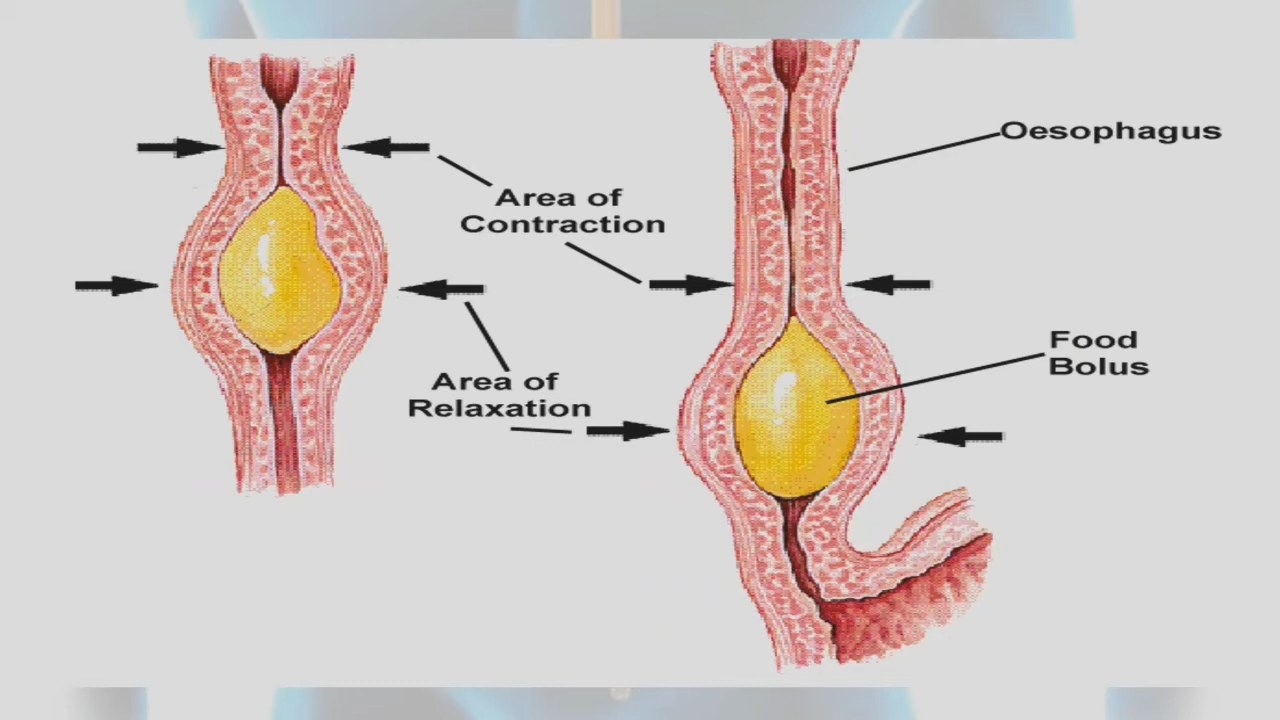 Oesophagus
Area of
Contraction
Food
Bolus
Area of
Relaxation